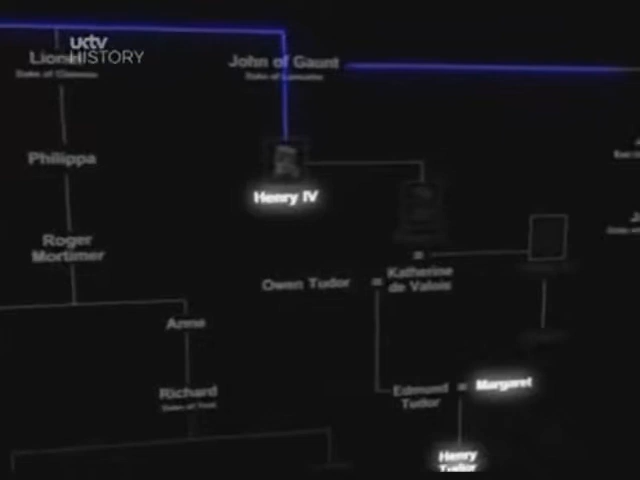 uktv
HISTORY
Lionel
Duke of Clarence
John of Gaunt
Duke of Lancaster
Philippa
Henry IV
Roger
Mortimer
Owen Tudor
=
Katherine
de Valois
=
Anne
Richard
Duke of York
Edmund
Tudor
=
Margaret
Henry
Tudor